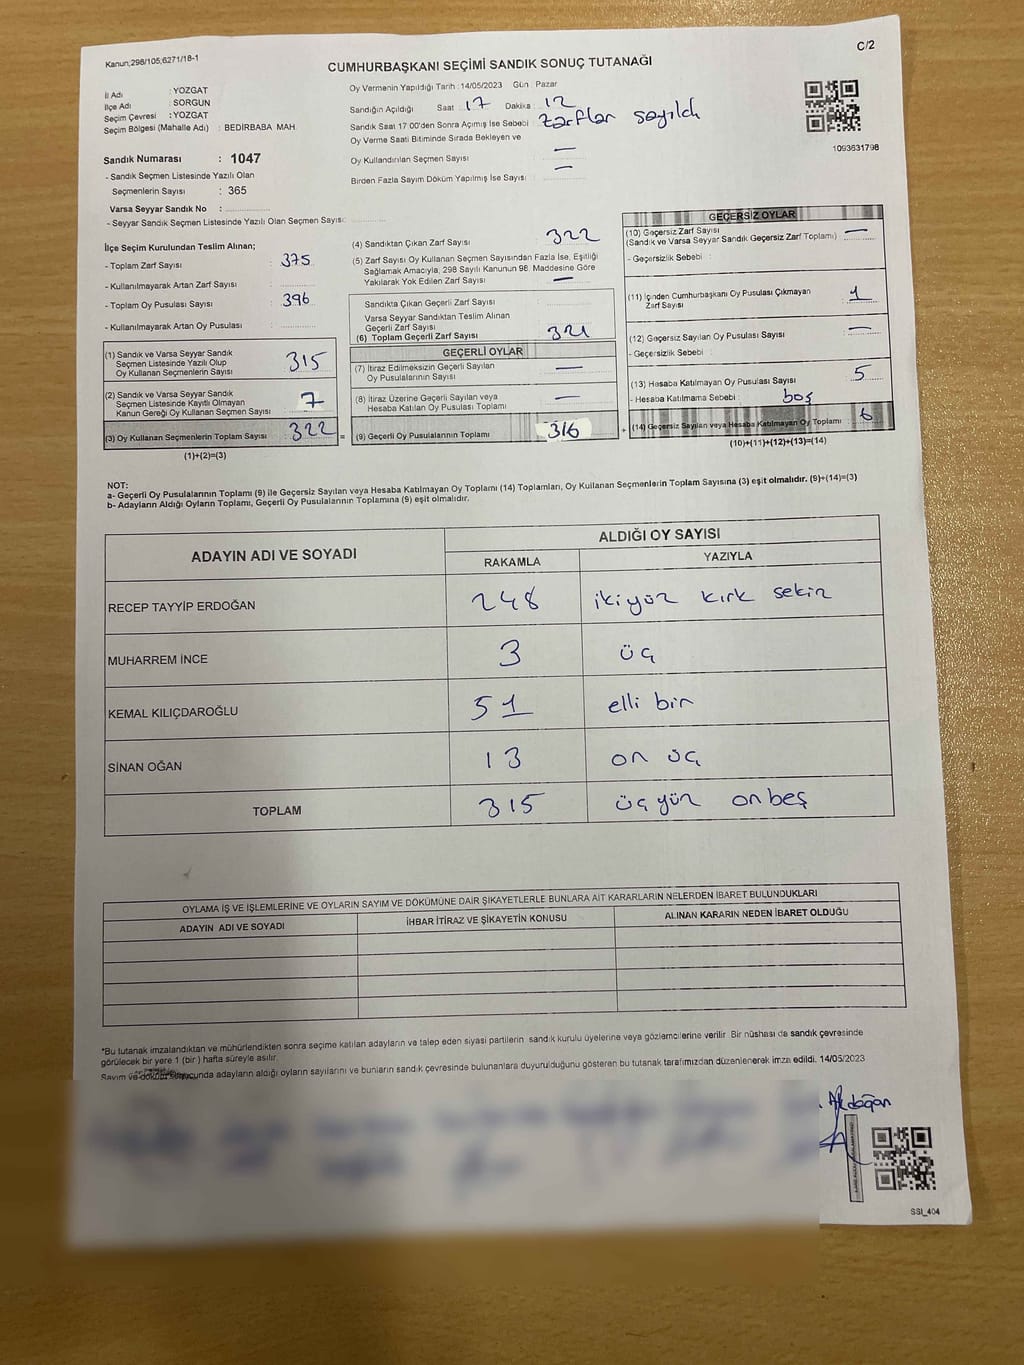 Kanun;298/105;6271/18-1
C/2
CUMHURBAŞKANI SEÇİMİ SANDIK SONUÇ TUTANAĞI
İl Adı : YOZGAT
İlçe Adı : SORGUN
Seçim Çevresi : YOZGAT
Seçim Bölgesi (Mahalle Adı) : BEDİRBABA MAH.
Oy Vermenin Yapıldığı Tarih : 14/05/2023 Gün : Pazar
Sandığın Açıldığı Saat : 17 Dakika : 12
Sandık Saat 17:00'den Sonra Açımış İse Sebebi : Zarflar sayıldı
Oy Verme Saati Bitiminde Sırada Bekleyen ve
Oy Kullandırılan Seçmen Sayısı : —
Birden Fazla Sayım Döküm Yapılmış İse Sayısı : —
1093631798
Sandık Numarası : 1047
- Sandık Seçmen Listesinde Yazılı Olan
Seçmenlerin Sayısı : 365
Varsa Seyyar Sandık No :
- Seyyar Sandık Seçmen Listesinde Yazılı Olan Seçmen Sayısı:
İlçe Seçim Kurulundan Teslim Alınan;
- Toplam Zarf Sayısı : 375
- Kullanılmayarak Artan Zarf Sayısı :
- Toplam Oy Pusulası Sayısı : 396
- Kullanılmayarak Artan Oy Pusulası :
(1) Sandık ve Varsa Seyyar Sandık
Seçmen Listesinde Yazılı Olup
Oy Kullanan Seçmenlerin Sayısı : 315
(2) Sandık ve Varsa Seyyar Sandık
Seçmen Listesinde Kayıtlı Olmayan
Kanun Gereği Oy Kullanan Seçmen Sayısı : 7
(3) Oy Kullanan Seçmenlerin Toplam Sayısı : 322
(1)+(2)=(3)
(4) Sandıktan Çıkan Zarf Sayısı : 322
(5) Zarf Sayısı Oy Kullanan Seçmen Sayısından Fazla İse, Eşitliği
Sağlamak Amacıyla, 298 Sayılı Kanunun 98. Maddesine Göre
Yakılarak Yok Edilen Zarf Sayısı : —
Sandıkta Çıkan Geçerli Zarf Sayısı :
Varsa Seyyar Sandıktan Teslim Alınan
Geçerli Zarf Sayısı :
(6) Toplam Geçerli Zarf Sayısı : 321
GEÇERLİ OYLAR
(7) İtiraz Edilmeksizin Geçerli Sayılan
Oy Pusulalarının Sayısı : —
(8) İtiraz Üzerine Geçerli Sayılan veya
Hesaba Katılan Oy Pusulası Toplamı : —
= (9) Geçerli Oy Pusulalarının Toplamı : 316
GEÇERSİZ OYLAR
(10) Geçersiz Zarf Sayısı : —
(Sandık ve Varsa Seyyar Sandık Geçersiz Zarf Toplamı)
- Geçersizlik Sebebi :
(11) İçinden Cumhurbaşkanı Oy Pusulası Çıkmayan
Zarf Sayısı : 1
(12) Geçersiz Sayılan Oy Pusulası Sayısı : —
- Geçersizlik Sebebi :
(13) Hesaba Katılmayan Oy Pusulası Sayısı : 5
- Hesaba Katılmama Sebebi : boş
+ (14) Geçersiz Sayılan veya Hesaba Katılmayan Oy Toplamı : 6
(10)+(11)+(12)+(13)=(14)
NOT:
a- Geçerli Oy Pusulalarının Toplamı (9) ile Geçersiz Sayılan veya Hesaba Katılmayan Oy Toplamı (14) Toplamları, Oy Kullanan Seçmenlerin Toplam Sayısına (3) eşit olmalıdır. (9)+(14)=(3)
b- Adayların Aldığı Oyların Toplamı, Geçerli Oy Pusulalarının Toplamına (9) eşit olmalıdır.
ADAYIN ADI VE SOYADI
ALDIĞI OY SAYISI
RAKAMLA YAZIYLA
RECEP TAYYİP ERDOĞAN 248 ikiyüz kırk sekiz
MUHARREM İNCE 3 üç
KEMAL KILIÇDAROĞLU 51 elli bir
SİNAN OĞAN 13 on üç
TOPLAM 315 üçyüz onbeş
OYLAMA İŞ VE İŞLEMLERİNE VE OYLARIN SAYIM VE DÖKÜMÜNE DAİR ŞİKAYETLERLE BUNLARA AİT KARARLARIN NELERDEN İBARET BULUNDUKLARI
ADAYIN ADI VE SOYADI İHBAR İTİRAZ VE ŞİKAYETİN KONUSU ALINAN KARARIN NEDEN İBARET OLDUĞU
*Bu tutanak imzalandıktan ve mühürlendikten sonra seçime katılan adayların ve talep eden siyasi partilerin sandık kurulu üyelerine veya gözlemcilerine verilir. Bir nüshası da sandık çevresinde
görülecek bir yere 1 (bir) hafta süreyle asılır.
Sayım ve döküm sonucunda adayların aldığı oyların sayılarını ve bunların sandık çevresinde bulunanlara duyurulduğunu gösteren bu tutanak tarafımızdan düzenlenerek imza edildi. 14/05/2023
Akdoğan
SSI_404